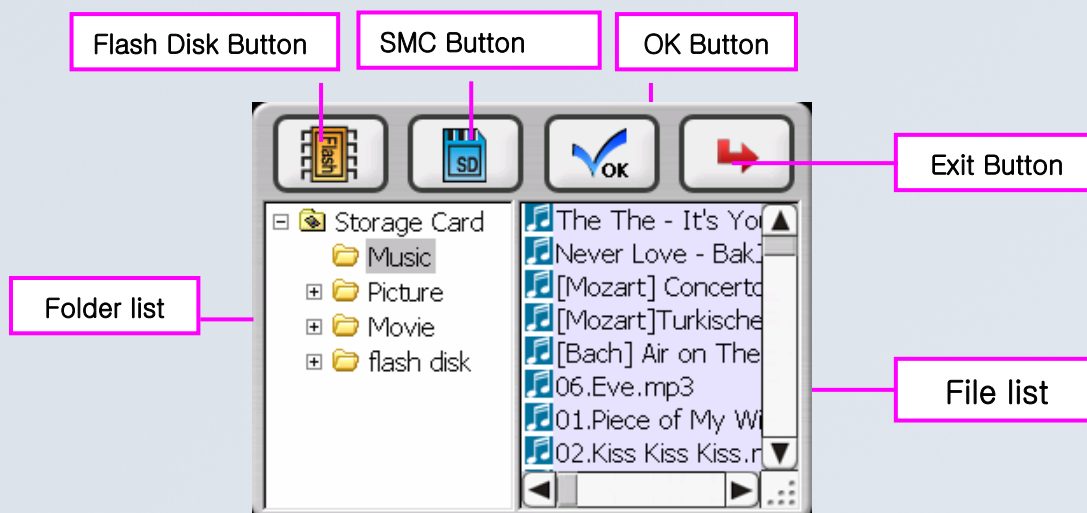 Flash Disk Button
SMC Button
OK Button
Flash
SD
OK
Exit Button
Folder list
Storage Card
Music
Picture
Movie
flash disk
The The - It's Yo
Never Love - Bak
[Mozart] Concerto
[Mozart]Turkische
[Bach] Air on The
06.Eve.mp3
01.Piece of My Wi
02.Kiss Kiss Kiss.
File list